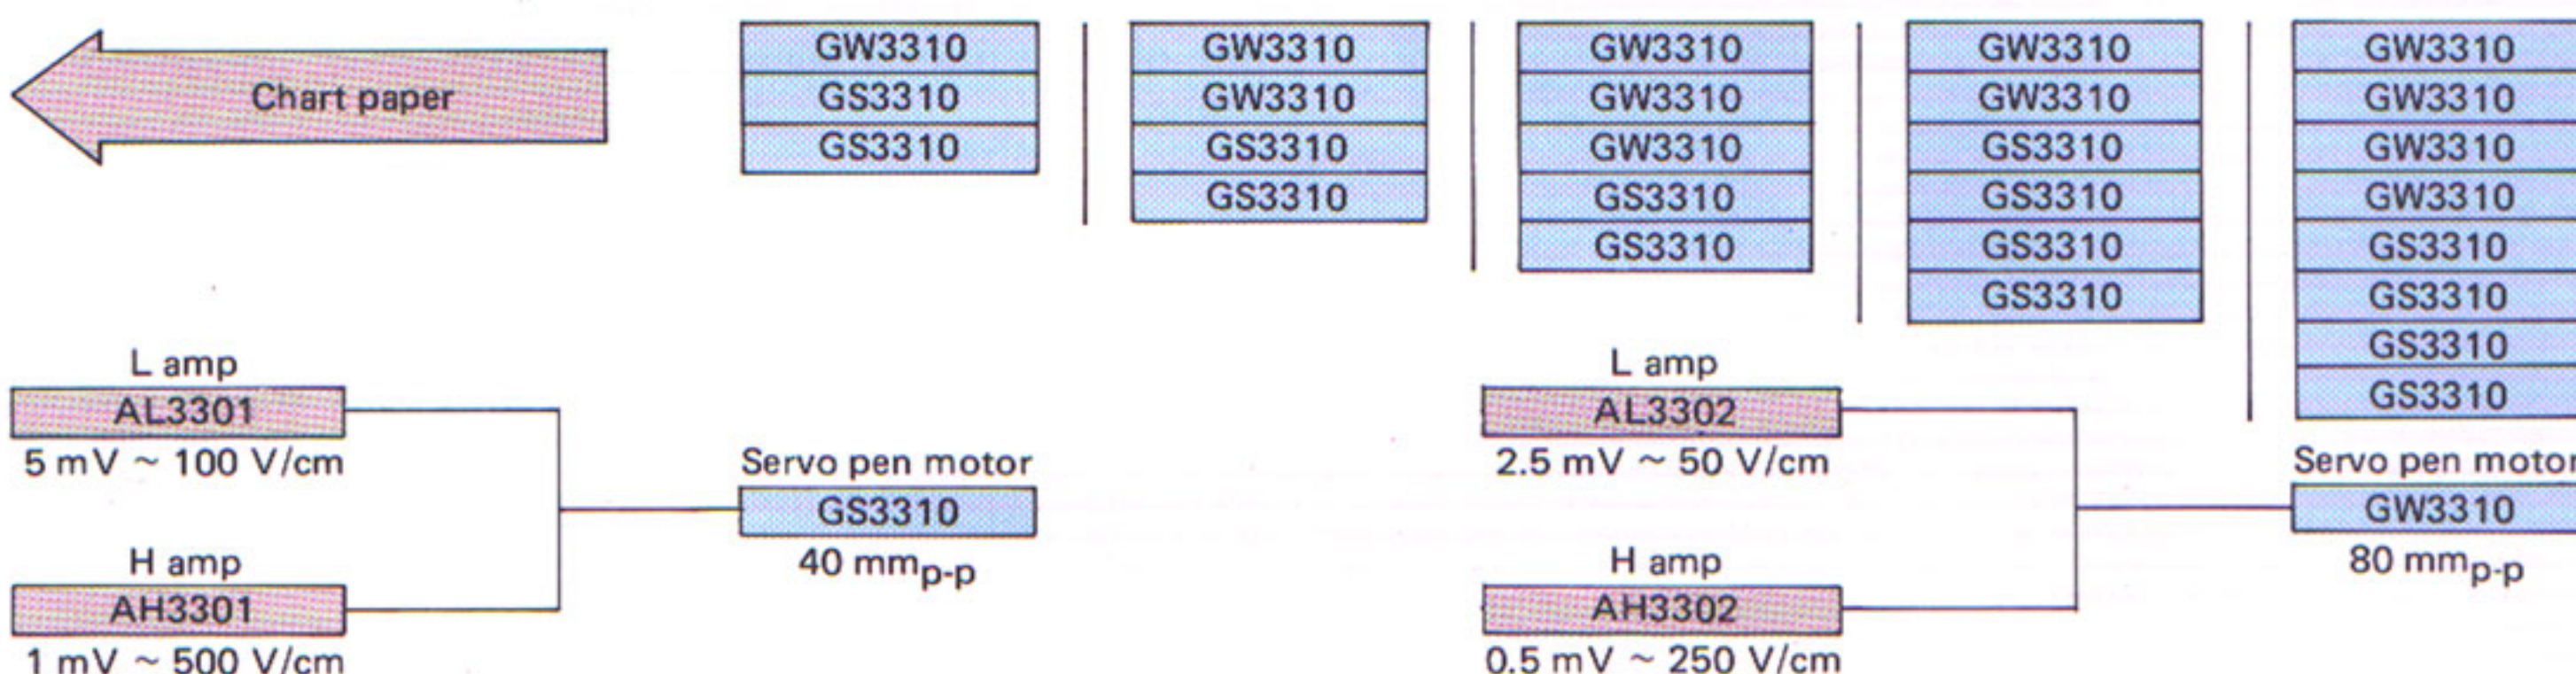 Chart paper
GW3310
GS3310
GS3310
GW3310
GW3310
GS3310
GS3310
GW3310
GW3310
GW3310
GS3310
GS3310
GW3310
GW3310
GS3310
GS3310
GS3310
GS3310
GW3310
GW3310
GW3310
GW3310
GS3310
GS3310
GS3310
GS3310
L amp
AL3301
5 mV ~ 100 V/cm
H amp
AH3301
1 mV ~ 500 V/cm
Servo pen motor
GS3310
40 mmp-p
L amp
AL3302
2.5 mV ~ 50 V/cm
H amp
AH3302
0.5 mV ~ 250 V/cm
Servo pen motor
GW3310
80 mmp-p